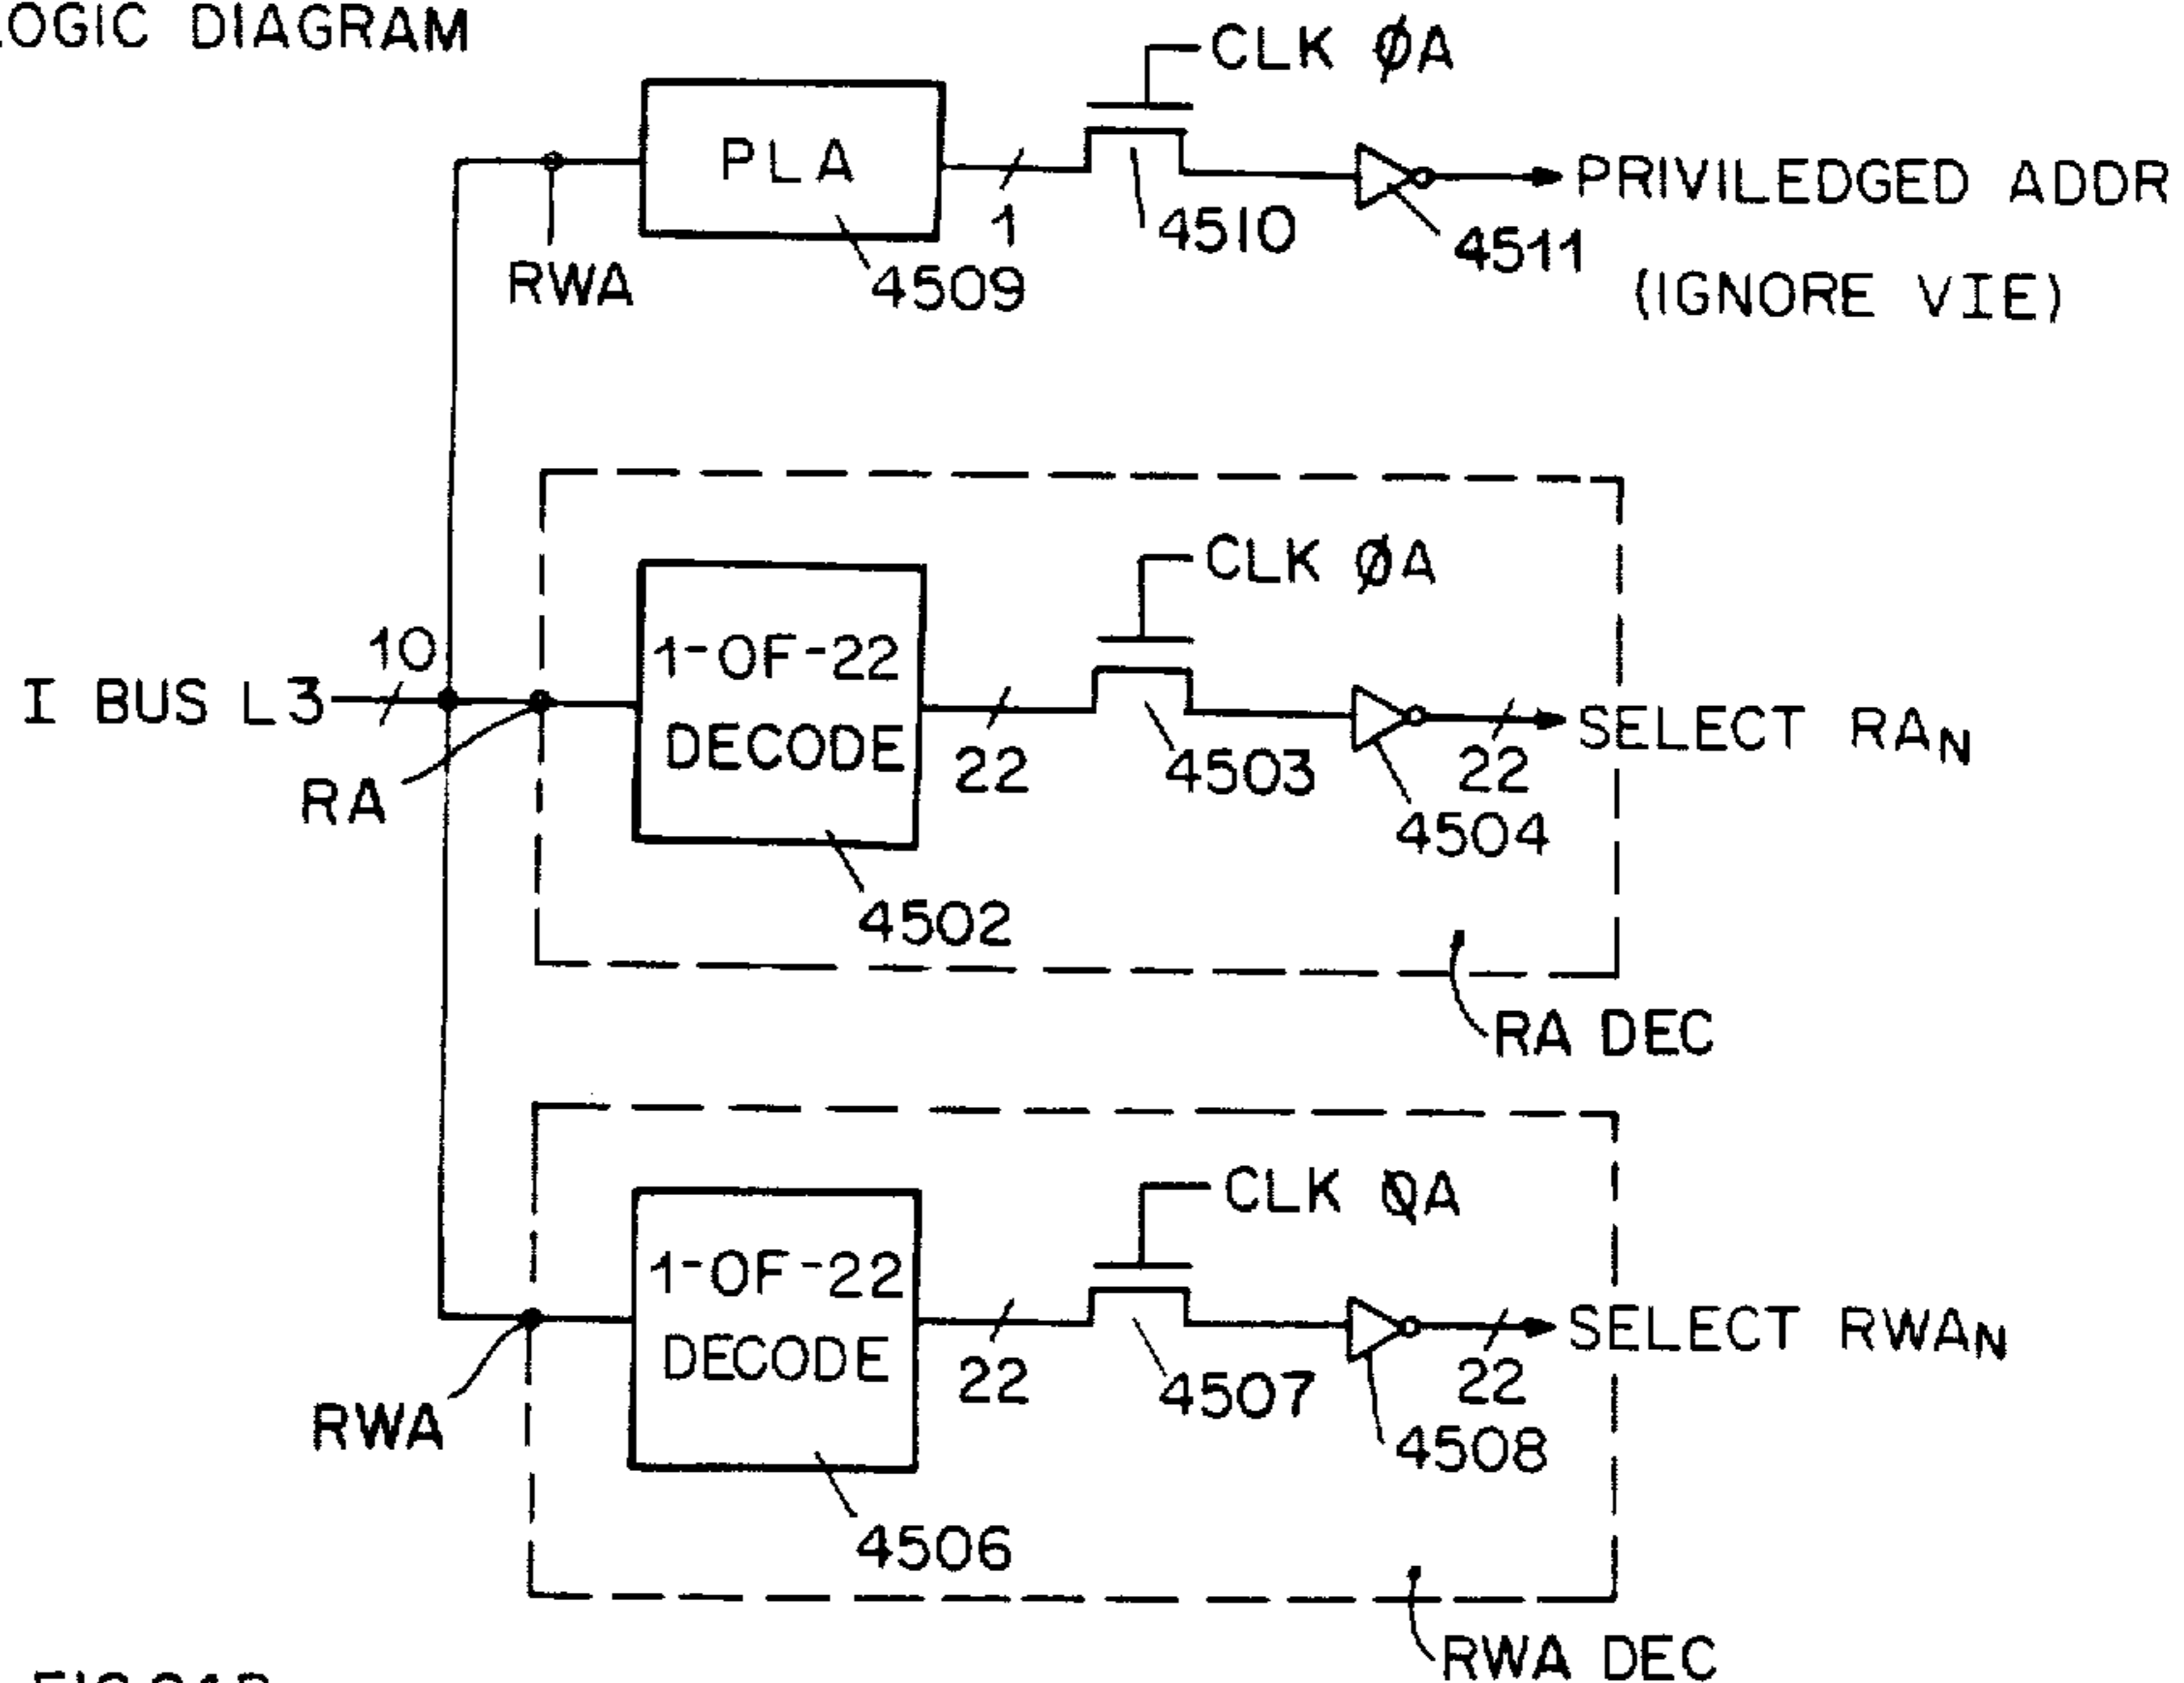 LOGIC DIAGRAM
CLK ØA
PLA
1
4510
4511
PRIVILEDGED ADDR
(IGNORE VIE)
RWA
4509
CLK ØA
10
I BUS L3
RA
1-OF-22
DECODE
22
4503
22
4504
SELECT RAN
4502
RA DEC
CLK ØA
1-OF-22
DECODE
22
4507
22
4508
SELECT RWAN
RWA
4506
RWA DEC